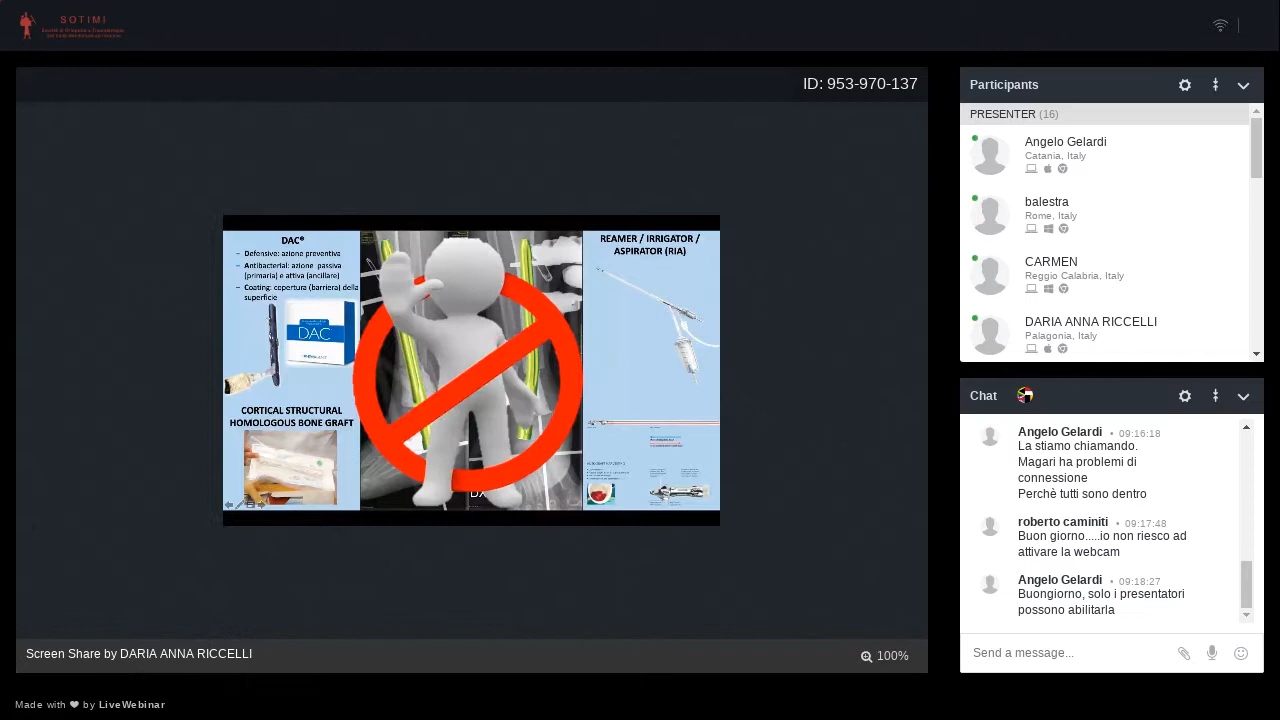 SOTIMI
ID: 953-970-137
DAC®
– Defensive: azione preventiva
– Antibacterial: azione passiva
(primaria) e attiva (ancillare)
– Coating: copertura (barriera) della
superficie
DAC
CORTICAL STRUCTURAL
HOMOLOGOUS BONE GRAFT
DX
REAMER / IRRIGATOR /
ASPIRATOR (RIA)
Screen Share by DARIA ANNA RICCELLI
100%
Made with by LiveWebinar
Participants
PRESENTER (16)
Angelo Gelardi
Catania, Italy
balestra
Rome, Italy
CARMEN
Reggio Calabria, Italy
DARIA ANNA RICCELLI
Palagonia, Italy
Chat
Angelo Gelardi • 09:16:18
La stiamo chiamando.
Magari ha problemi di
connessione
Perchè tutti sono dentro
roberto caminiti • 09:17:48
Buon giorno.....io non riesco ad
attivare la webcam
Angelo Gelardi • 09:18:27
Buongiorno, solo i presentatori
possono abilitarla
Send a message...